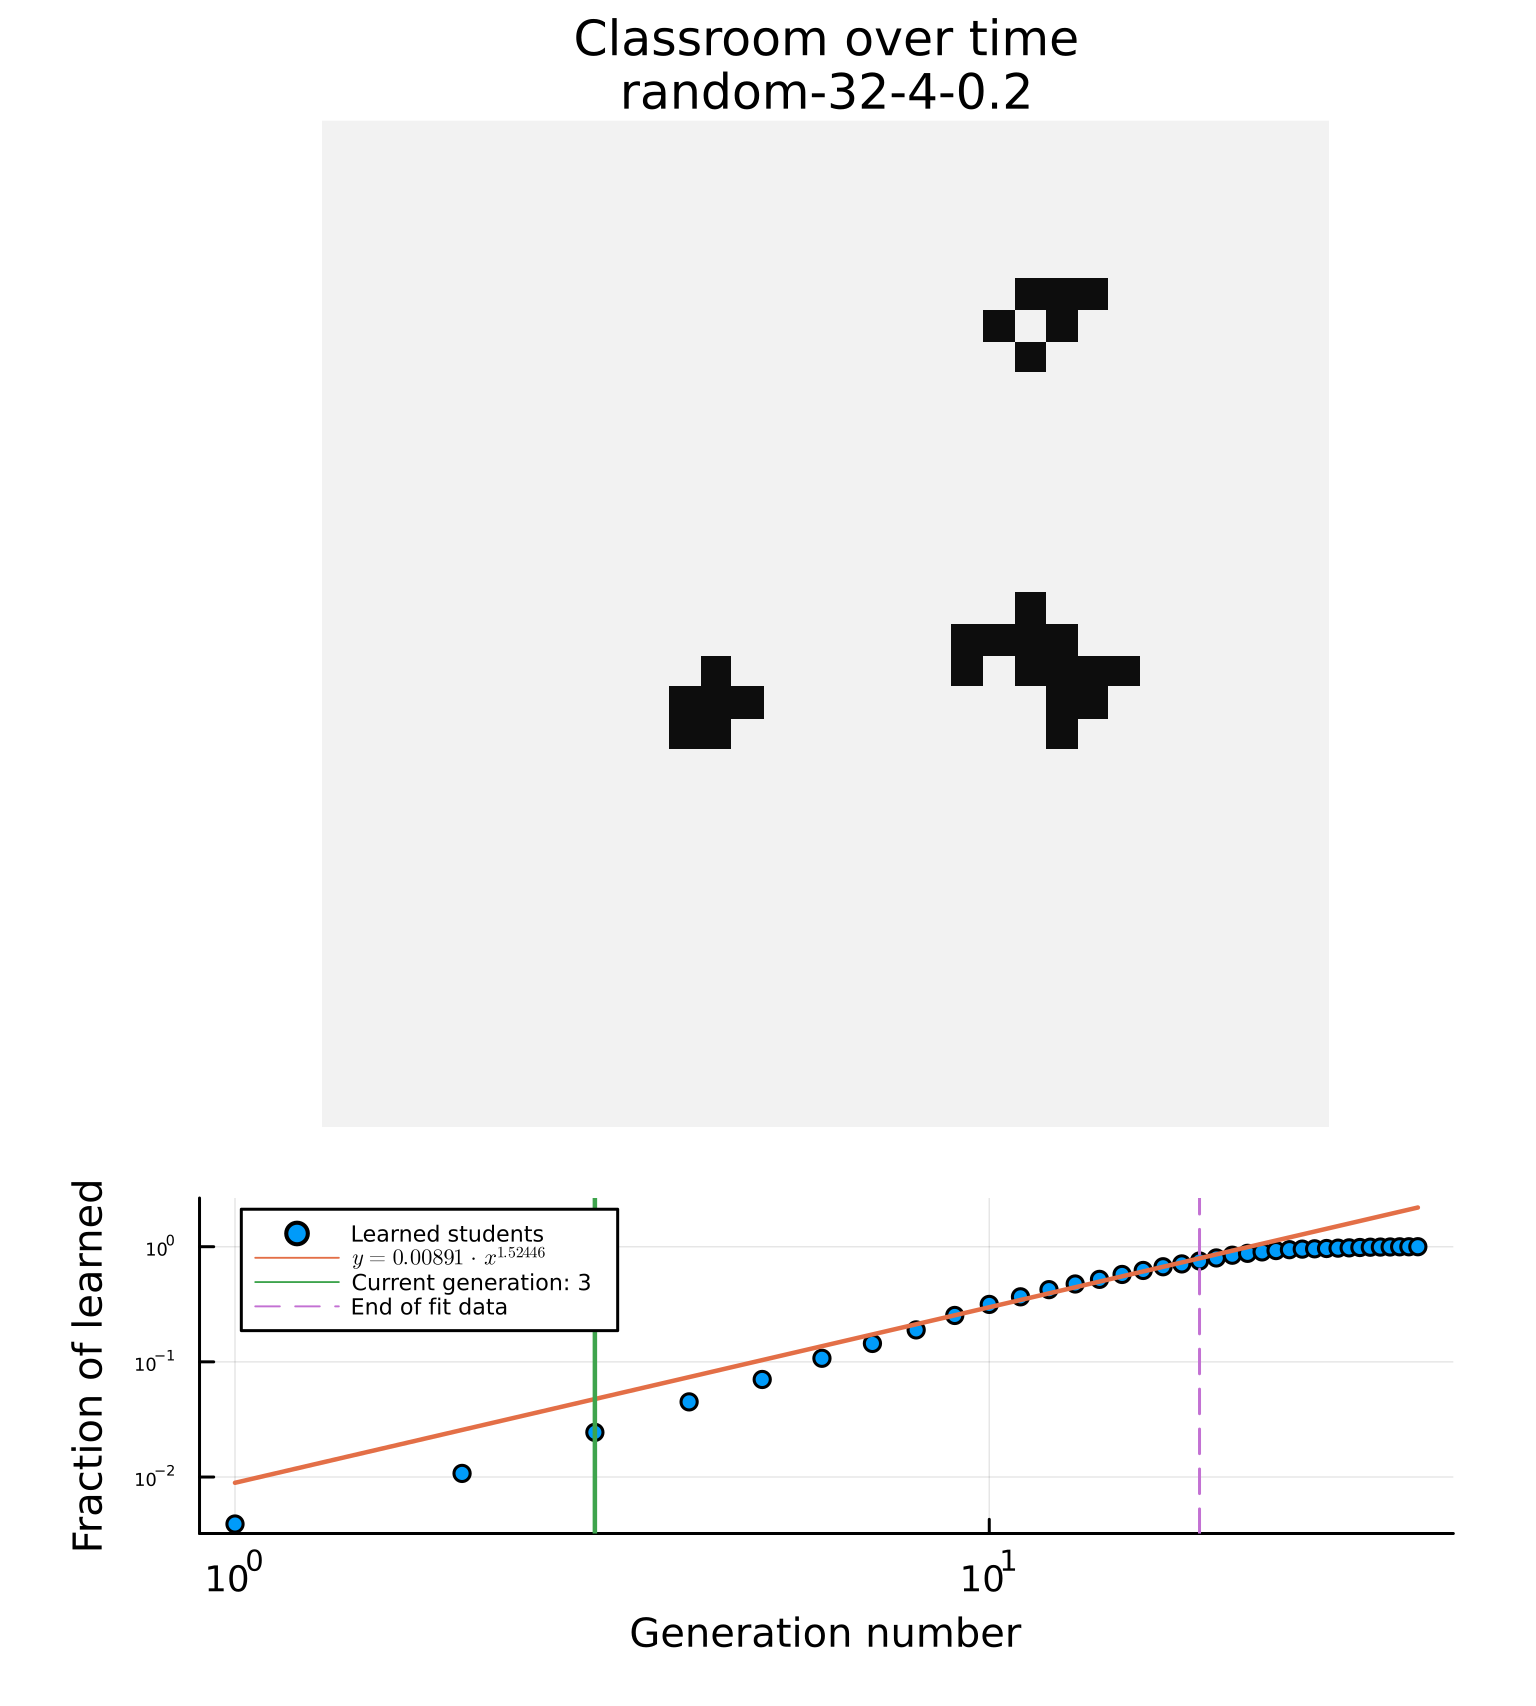 Classroom over time
random-32-4-0.2
Fraction of learned
10^0
10^-1
10^-2
Learned students
y = 0.00891 · x^1.52446
Current generation: 3
End of fit data
10^0
10^1
Generation number